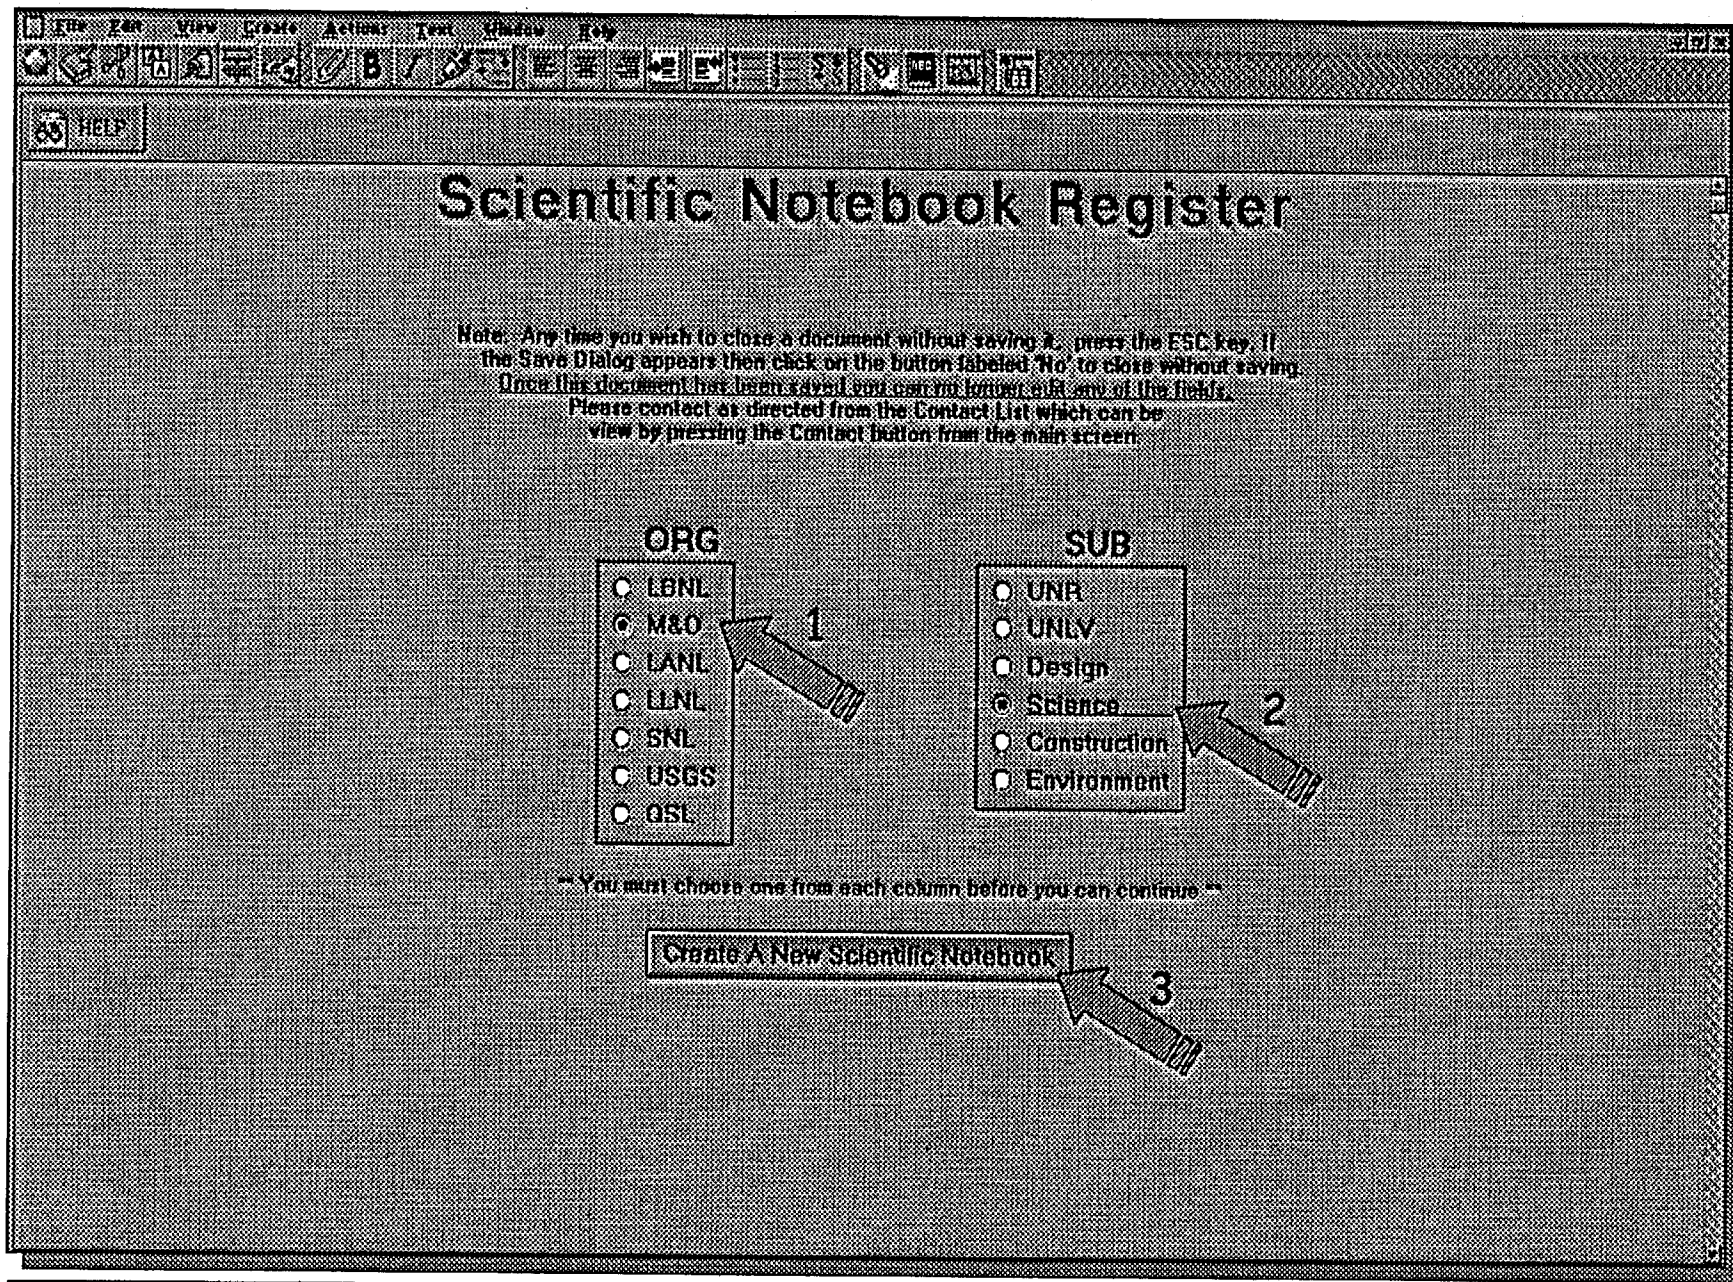 File Edit View Create Actions Text Window Help
HELP
Scientific Notebook Register
Note: Any time you wish to close a document without saving it, press the ESC key. If
the Save Dialog appears then click on the button labeled 'No' to close without saving.
Once this document has been saved you can no longer edit any of the fields.
Please contact as directed from the Contact List which can be
view by pressing the Contact button from the main screen.
ORG
LBNL
M&O
LANL
LLNL
SNL
USGS
QSL
1
SUB
UNR
UNLV
Design
Science
Construction
Environment
2
** You must choose one from each column before you can continue **
Create A New Scientific Notebook
3